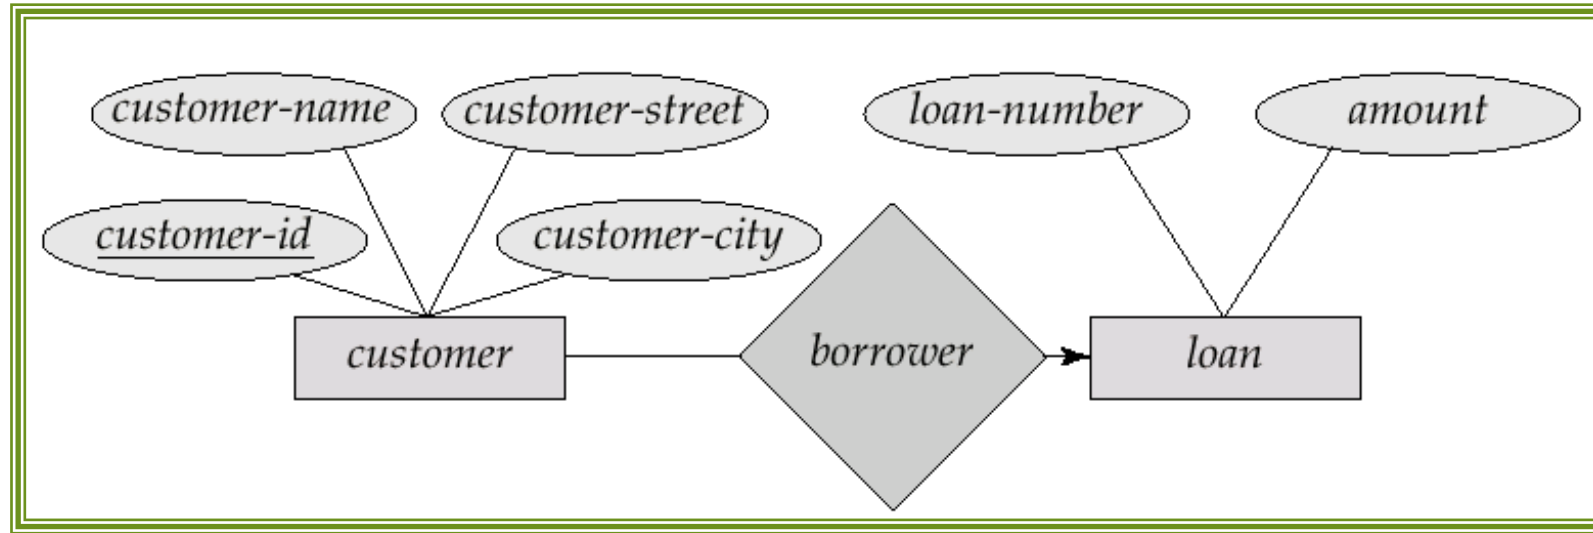 customer-name
customer-street
loan-number
amount
customer-id
customer-city
customer
borrower
loan